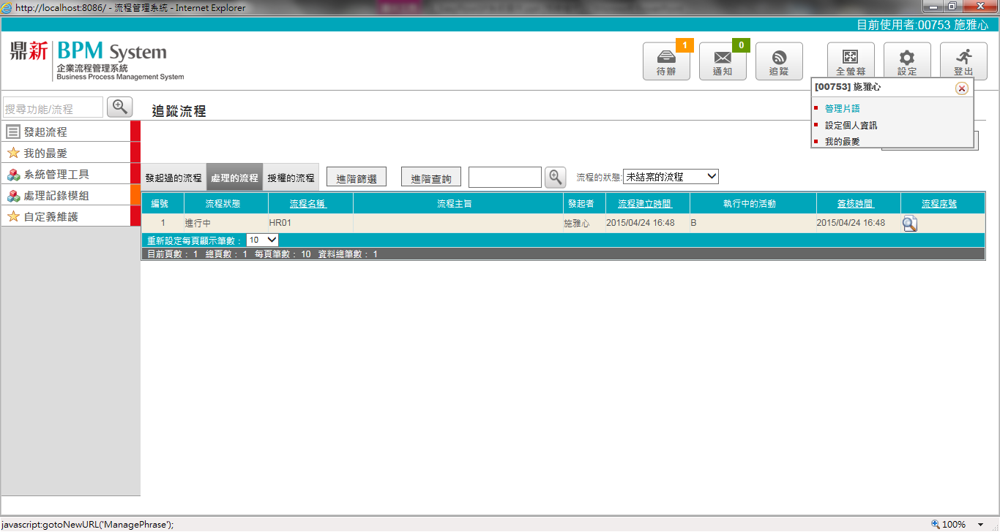 http://localhost:8086/ - 流程管理系統 - Internet Explorer
目前使用者:00753 施雅心
鼎新 BPM System
企業流程管理系統
Business Process Management System
1
0
待辦 通知 追蹤 全螢幕 設定 登出
[00753] 施雅心
管理片語
設定個人資訊
我的最愛
搜尋功能/流程
追蹤流程
發起流程
我的最愛
系統管理工具
處理記錄模組
自定義維護
發起過的流程 處理的流程 授權的流程 進階篩選 進階查詢 流程的狀態: 未結案的流程
編號 流程狀態 流程名稱 流程主旨 發起者 流程建立時間 執行中的活動 簽核時間 流程序號
1 進行中 HR01 施雅心 2015/04/24 16:48 B 2015/04/24 16:48
重新設定每頁顯示筆數： 10
目前頁數： 1 總頁數： 1 每頁筆數： 10 資料總筆數： 1
javascript:gotoNewURL('ManagePhrase');
100%